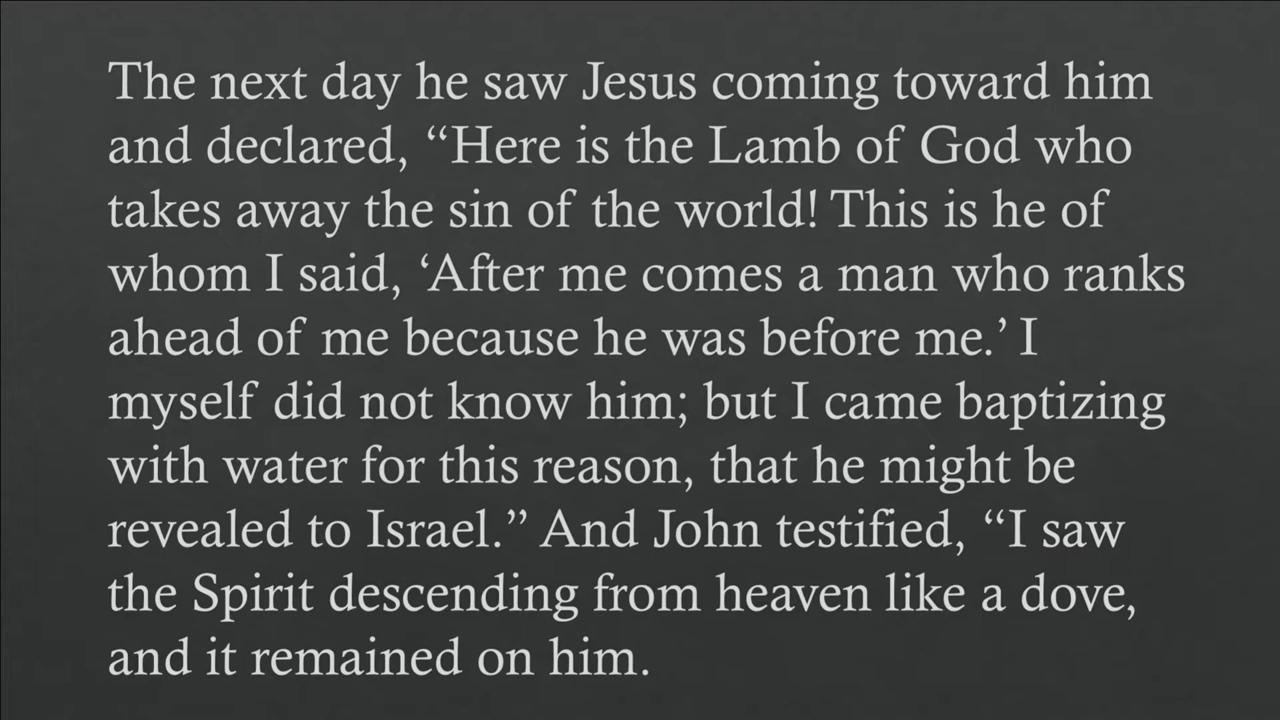 The next day he saw Jesus coming toward him
and declared, “Here is the Lamb of God who
takes away the sin of the world! This is he of
whom I said, ‘After me comes a man who ranks
ahead of me because he was before me.’ I
myself did not know him; but I came baptizing
with water for this reason, that he might be
revealed to Israel.” And John testified, “I saw
the Spirit descending from heaven like a dove,
and it remained on him.